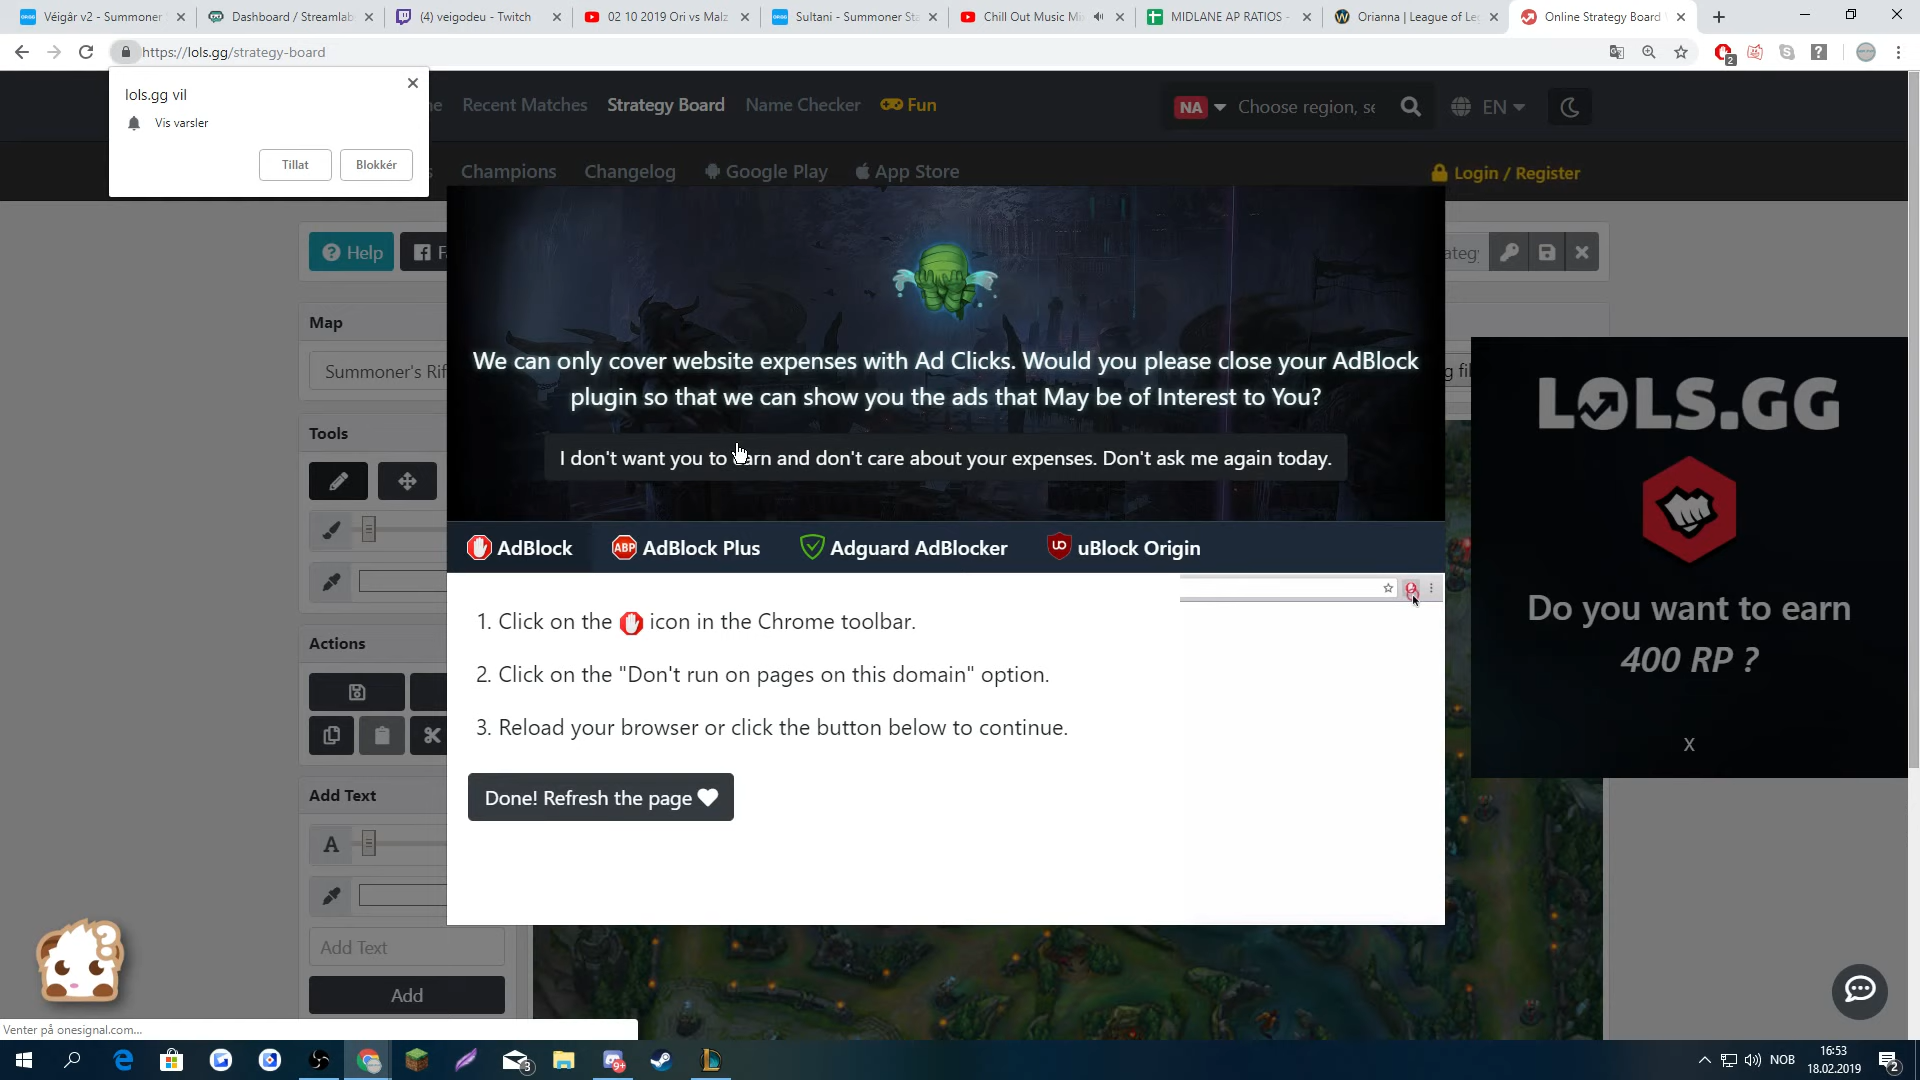 Véigår v2 - Summoner
Dashboard / Streamlab
(4) veigodeu - Twitch
02 10 2019 Ori vs Malz
Sultani - Summoner Sta
Chill Out Music Mi
MIDLANE AP RATIOS -
Orianna | League of Le
Online Strategy Board
https://lols.gg/strategy-board
2
lols.gg vil
Vis varsler
Tillat
Blokkér
Recent Matches
Strategy Board
Name Checker
Fun
NA
Choose region, se
EN
Champions
Changelog
Google Play
App Store
Login / Register
Help
Map
Summoner's Rif
Tools
Actions
Add Text
A
Add Text
Add
We can only cover website expenses with Ad Clicks. Would you please close your AdBlock
plugin so that we can show you the ads that May be of Interest to You?
I don't want you to earn and don't care about your expenses. Don't ask me again today.
AdBlock
ABP AdBlock Plus
Adguard AdBlocker
uBlock Origin
1. Click on the icon in the Chrome toolbar.
2. Click on the "Don't run on pages on this domain" option.
3. Reload your browser or click the button below to continue.
Done! Refresh the page
LOLS.GG
Do you want to earn
400 RP ?
X
Venter på onesignal.com...
3
9+
NOB
16:53
18.02.2019
2